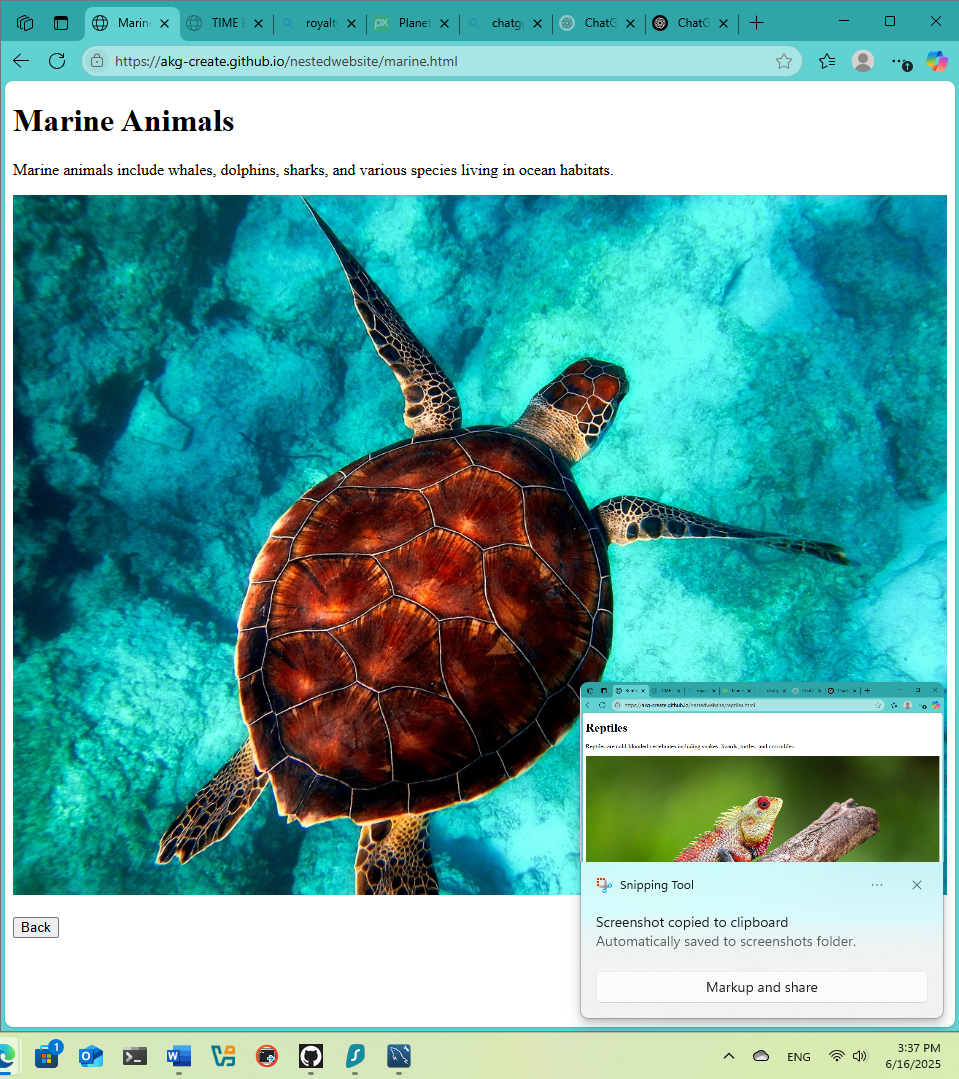 Marine
TIME E
royalty
Planet
chatgp
ChatG
ChatG
https://akg-create.github.io/nestedwebsite/marine.html
Marine Animals
Marine animals include whales, dolphins, sharks, and various species living in ocean habitats.
https://akg-create.github.io/nestedwebsite/reptiles.html
Reptiles
Reptiles are cold-blooded vertebrates including snakes, lizards, turtles, and crocodiles.
Snipping Tool
Screenshot copied to clipboard
Automatically saved to screenshots folder.
Markup and share
Back
1
ENG
3:37 PM
6/16/2025